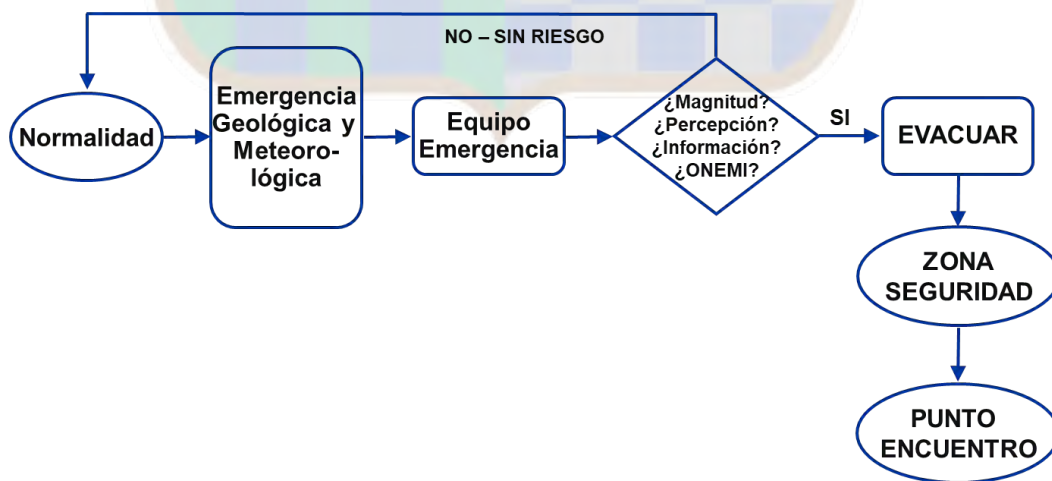 NO – SIN RIESGO
Normalidad
Emergencia
Geológica y
Meteoro-
lógica
Equipo
Emergencia
¿Magnitud?
¿Percepción?
¿Información?
¿ONEMI?
SI
EVACUAR
ZONA
SEGURIDAD
PUNTO
ENCUENTRO